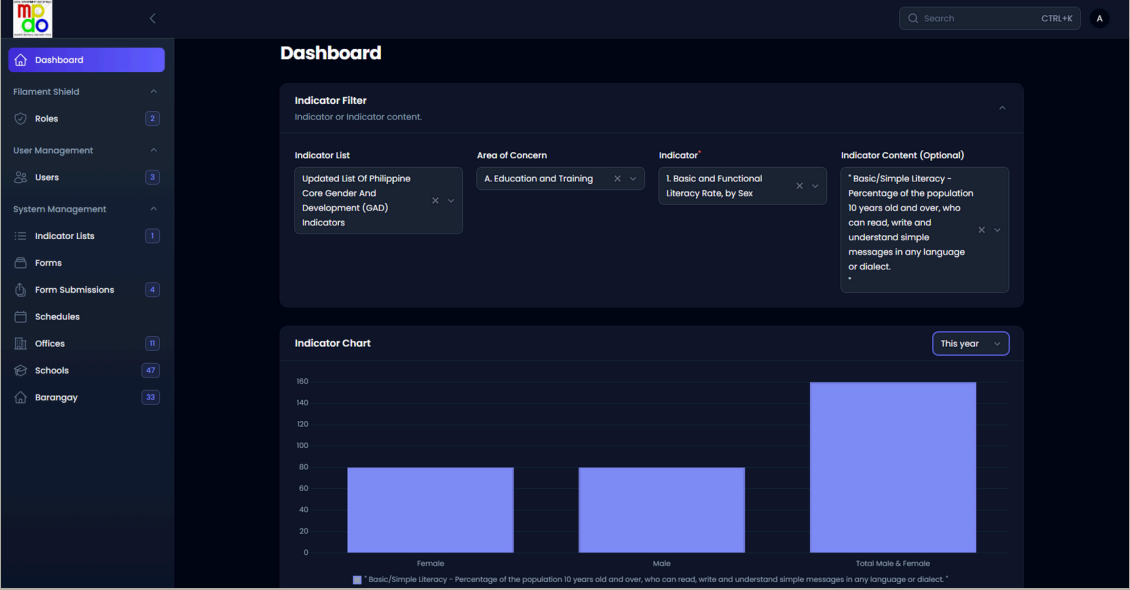 mpdo
Search CTRL+K A
Dashboard
Filament Shield
Roles 2
User Management
Users 3
System Management
Indicator Lists 1
Forms
Form Submissions 4
Schedules
Offices 11
Schools 47
Barangay 33
Dashboard
Indicator Filter
Indicator or Indicator content.
Indicator List
Updated List Of Philippine
Core Gender And
Development (GAD)
Indicators
Area of Concern
A. Education and Training
Indicator*
1. Basic and Functional
Literacy Rate, by Sex
Indicator Content (Optional)
" Basic/Simple Literacy -
Percentage of the population
10 years old and over, who
can read, write and
understand simple
messages in any language
or dialect.
"
Indicator Chart
This year
160
140
120
100
80
60
40
20
0
Female Male Total Male & Female
" Basic/Simple Literacy - Percentage of the population 10 years old and over, who can read, write and understand simple messages in any language or dialect. "